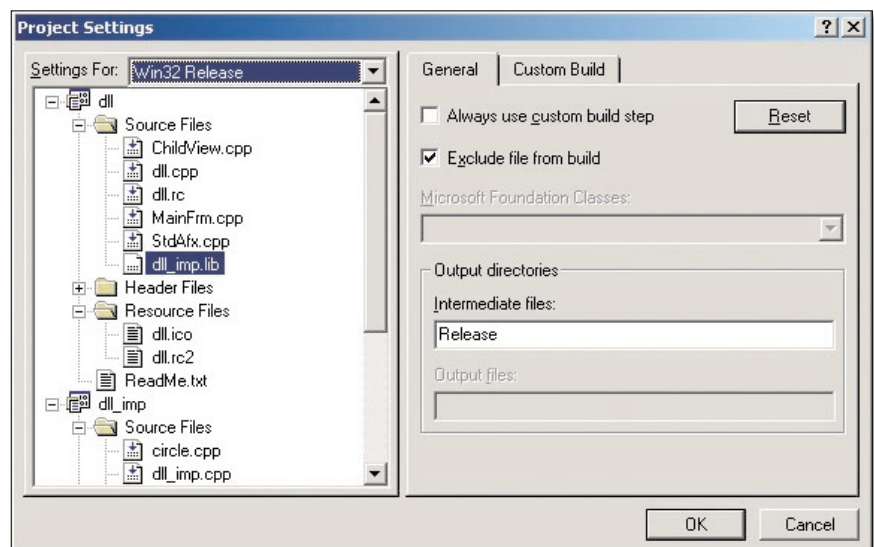 Project Settings
Settings For: Win32 Release
dll
Source Files
ChildView.cpp
dll.cpp
dll.rc
MainFrm.cpp
StdAfx.cpp
dll_imp.lib
Header Files
Resource Files
dll.ico
dll.rc2
ReadMe.txt
dll_imp
Source Files
circle.cpp
dll_imp.cpp
General
Custom Build
Always use custom build step
Reset
Exclude file from build
Microsoft Foundation Classes:
Output directories
Intermediate files:
Release
Output files:
OK
Cancel